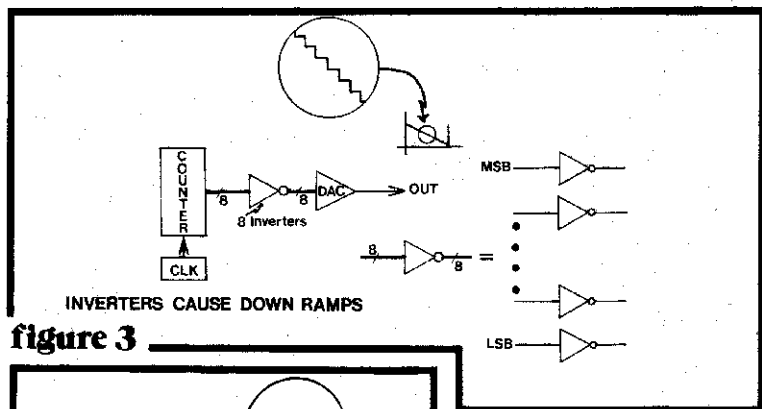 COUNTER
8
8 Inverters
8
DAC
OUT
CLK
MSB
8
8
=
LSB
INVERTERS CAUSE DOWN RAMPS
figure 3